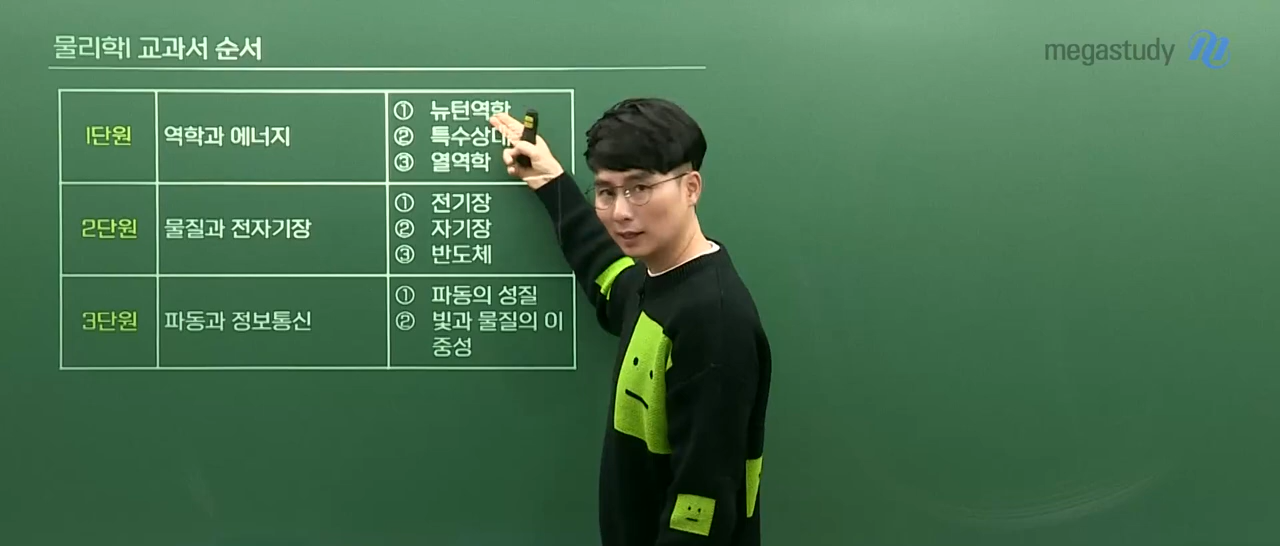 물리학I 교과서 순서
megastudy
1단원
역학과 에너지
① 뉴턴역학
② 특수상대
③ 열역학
2단원
물질과 전자기장
① 전기장
② 자기장
③ 반도체
3단원
파동과 정보통신
① 파동의 성질
② 빛과 물질의 이
중성